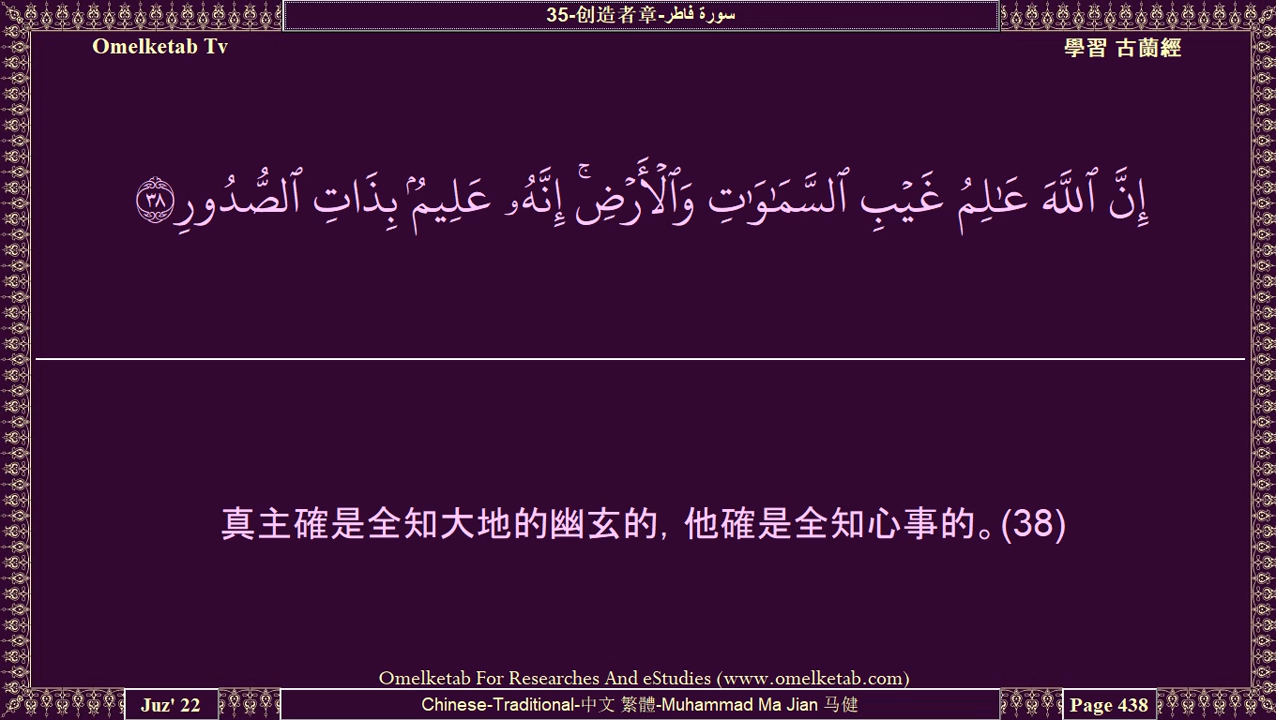 35-创造者章-سورة فاطر
Omelketab Tv
學習 古蘭經
إِنَّ ٱللَّهَ عَـٰلِمُ غَيْبِ ٱلسَّمَـٰوَٰتِ وَٱلْأَرْضِ ۚ إِنَّهُۥ عَلِيمٌۢ بِذَاتِ ٱلصُّدُورِ ٣٨
真主確是全知大地的幽玄的，他確是全知心事的。(38)
Omelketab For Researches And eStudies (www.omelketab.com)
Juz' 22
Chinese-Traditional-中文 繁體-Muhammad Ma Jian 马健
Page 438